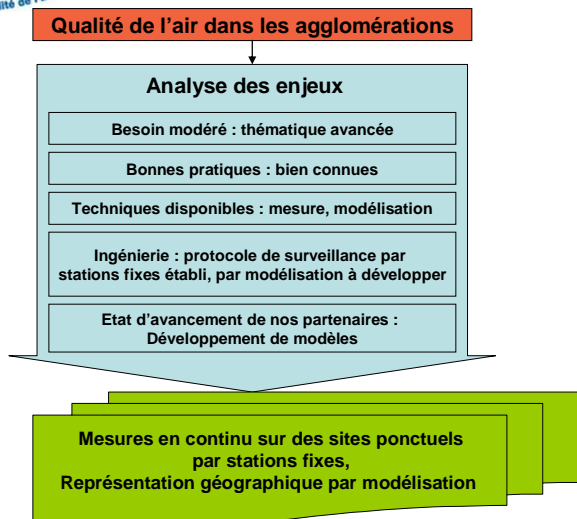 Qualité de l'air dans les agglomérations
Analyse des enjeux
Besoin modéré : thématique avancée
Bonnes pratiques : bien connues
Techniques disponibles : mesure, modélisation
Ingénierie : protocole de surveillance par
stations fixes établi, par modélisation à développer
Etat d'avancement de nos partenaires :
Développement de modèles
Mesures en continu sur des sites ponctuels
par stations fixes,
Représentation géographique par modélisation